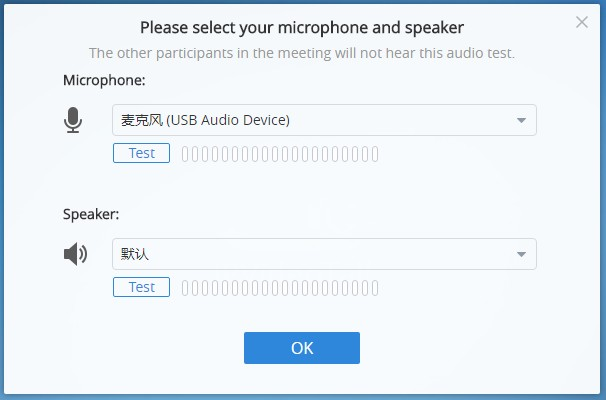 Please select your microphone and speaker
The other participants in the meeting will not hear this audio test.
Microphone:
麦克风 (USB Audio Device)
Test
Speaker:
默认
Test
OK